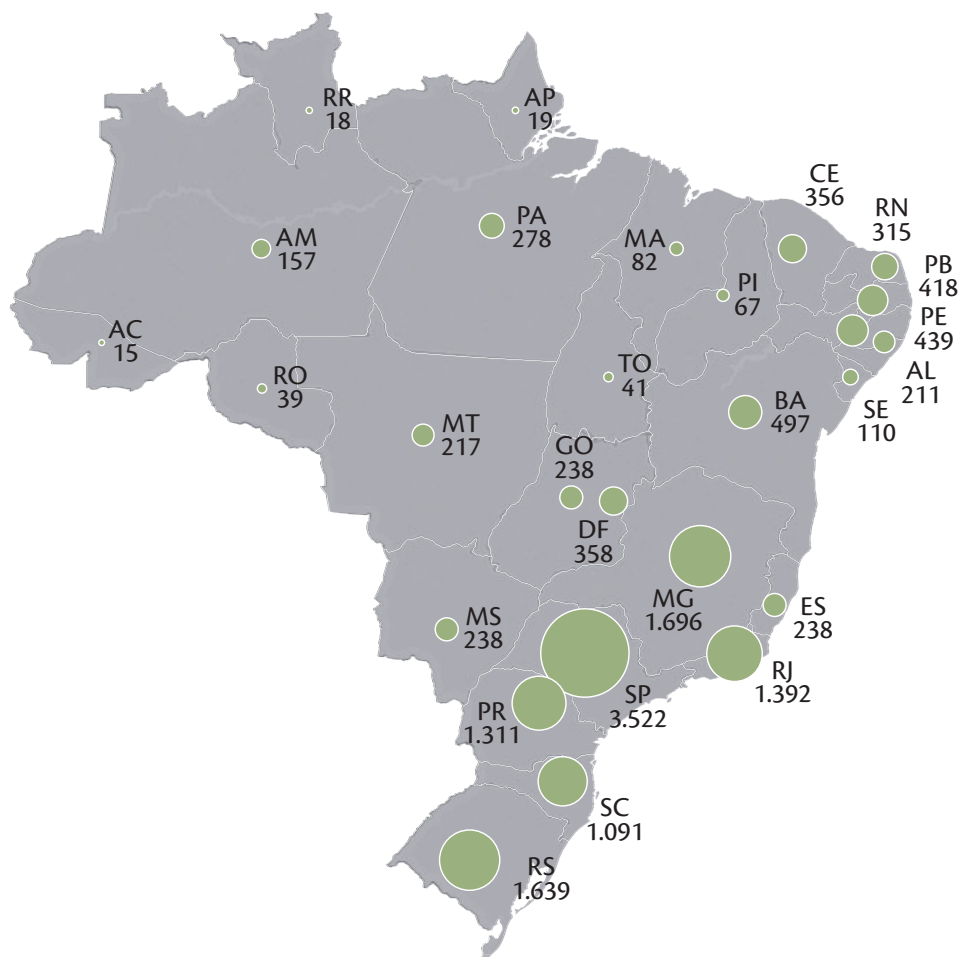 RR
18
AP
19
CE
356
RN
315
PA
278
AM
157
MA
82
PB
418
PI
67
PE
439
AC
15
RO
39
TO
41
AL
211
SE
110
BA
497
MT
217
GO
238
DF
358
MG
1.696
ES
238
MS
238
RJ
1.392
SP
3.522
PR
1.311
SC
1.091
RS
1.639